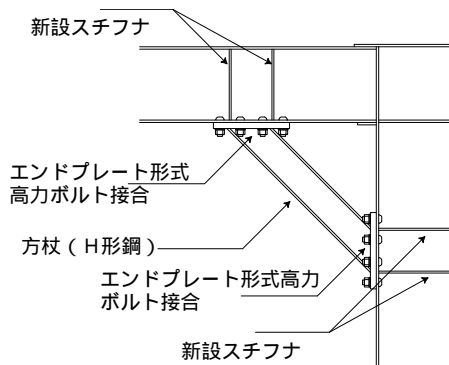 新設スチフナ
エンドプレート形式
高力ボルト接合
方杖(H形鋼)
エンドプレート形式高力
ボルト接合
新設スチフナ